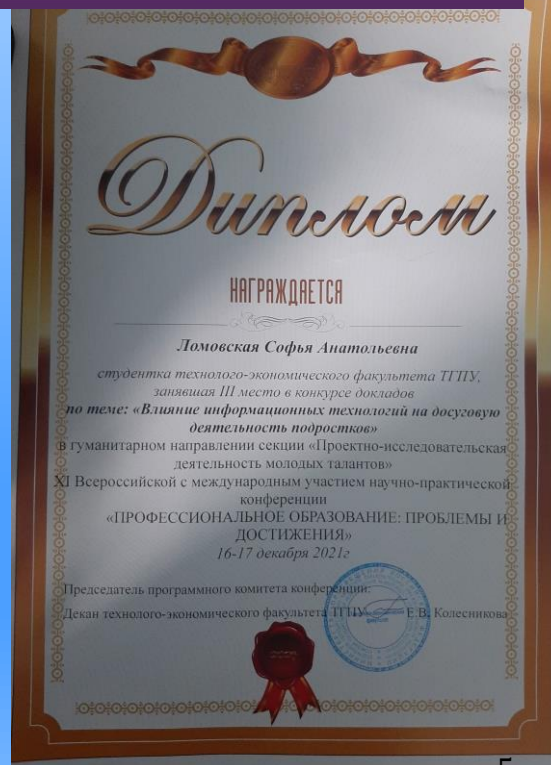 Диплом
НАГРАЖДАЕТСЯ
Ломовская Софья Анатольевна
студентка технолого-экономического факультета ТГПУ,
занявшая III место в конкурсе докладов
по теме: «Влияние информационных технологий на досуговую
деятельность подростков»
в гуманитарном направлении секции «Проектно-исследовательская
деятельность молодых талантов»
XI Всероссийской с международным участием научно-практической
конференции
«ПРОФЕССИОНАЛЬНОЕ ОБРАЗОВАНИЕ: ПРОБЛЕМЫ И
ДОСТИЖЕНИЯ»
16-17 декабря 2021г
Председатель программного комитета конференции:
Декан технолого-экономического факультета ТГПУ Е.В. Колесникова